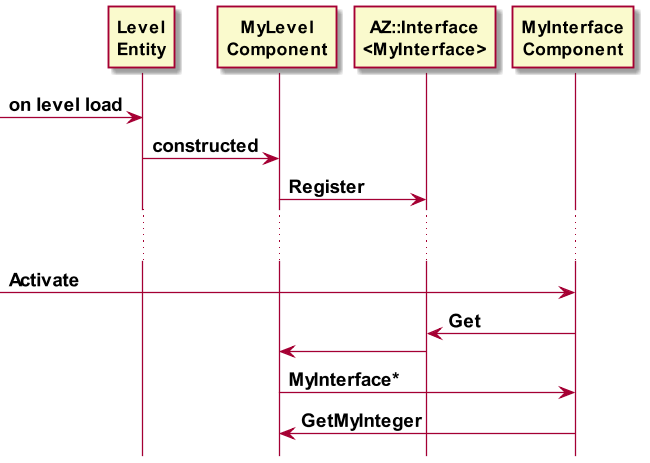 Level
Entity
MyLevel
Component
AZ::Interface
<MyInterface>
MyInterface
Component
on level load
constructed
Register
Activate
Get
MyInterface*
GetMyInteger